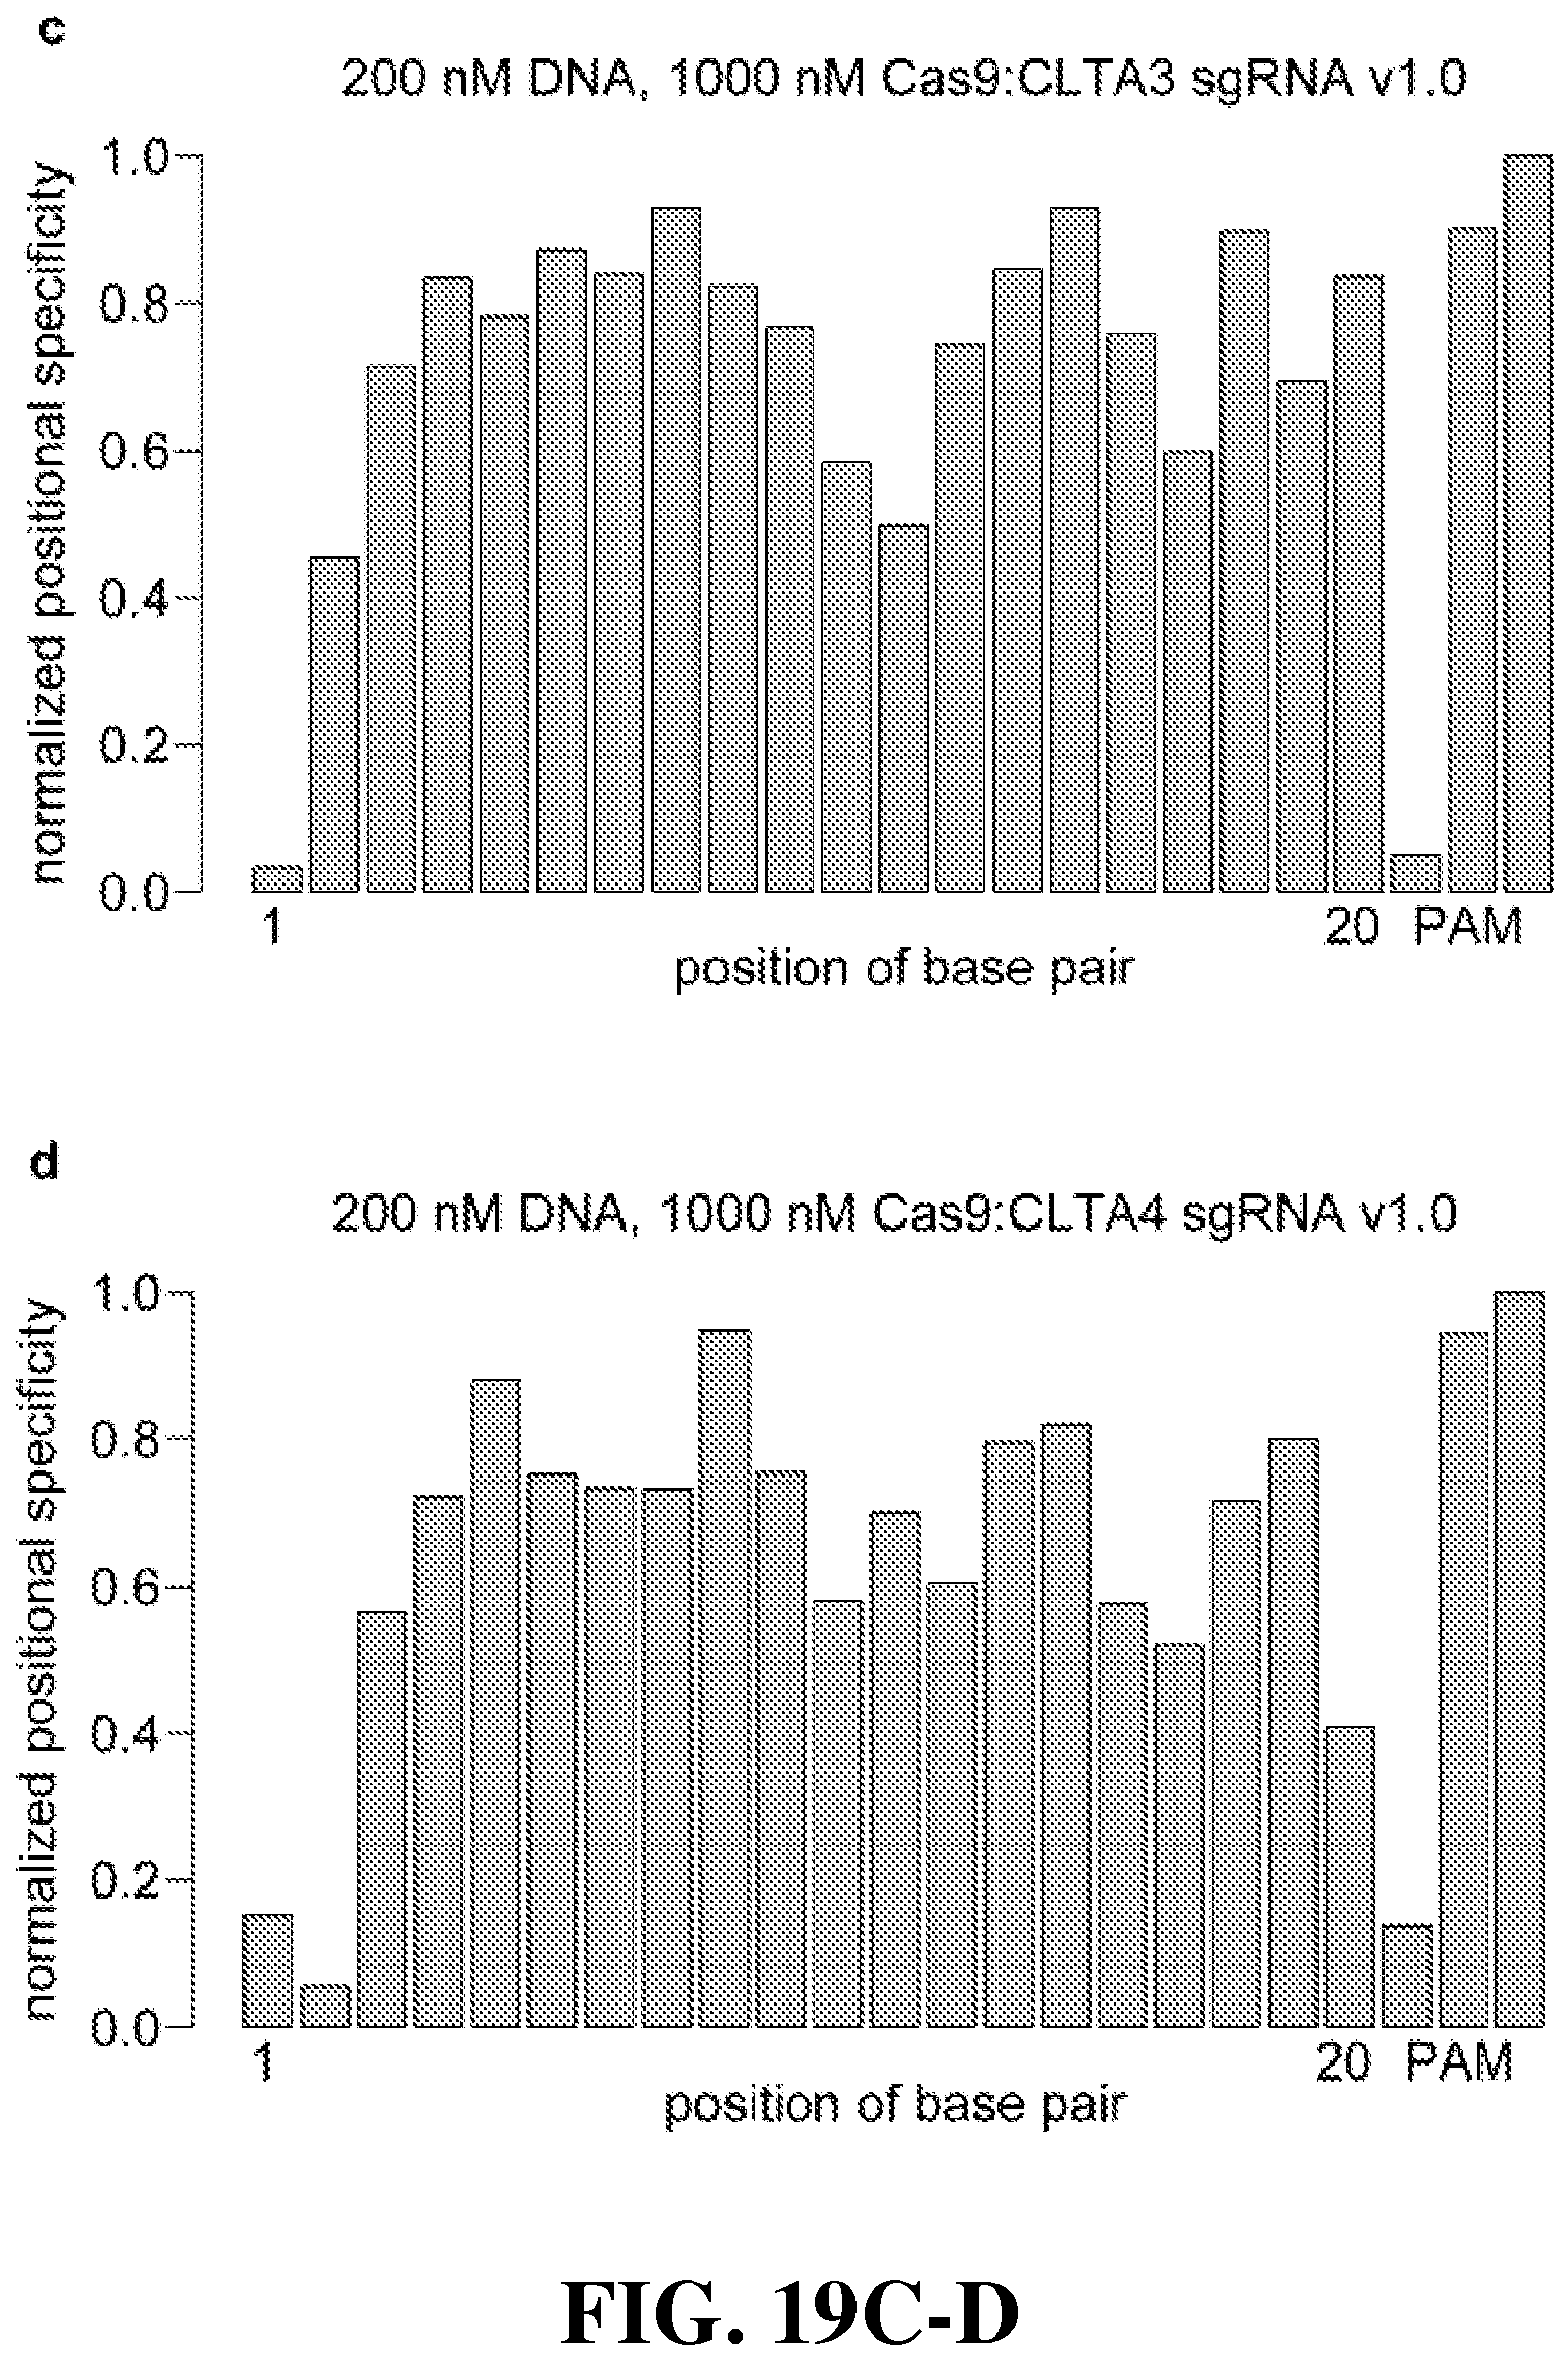 c
200 nM DNA, 1000 nM Cas9:CLTA3 sgRNA v1.0
normalized positional specificity
1.0
0.8
0.6
0.4
0.2
0.0
1 20 PAM
position of base pair
d
200 nM DNA, 1000 nM Cas9:CLTA4 sgRNA v1.0
normalized positional specificity
1.0
0.8
0.6
0.4
0.2
0.0
1 20 PAM
position of base pair
FIG. 19C-D